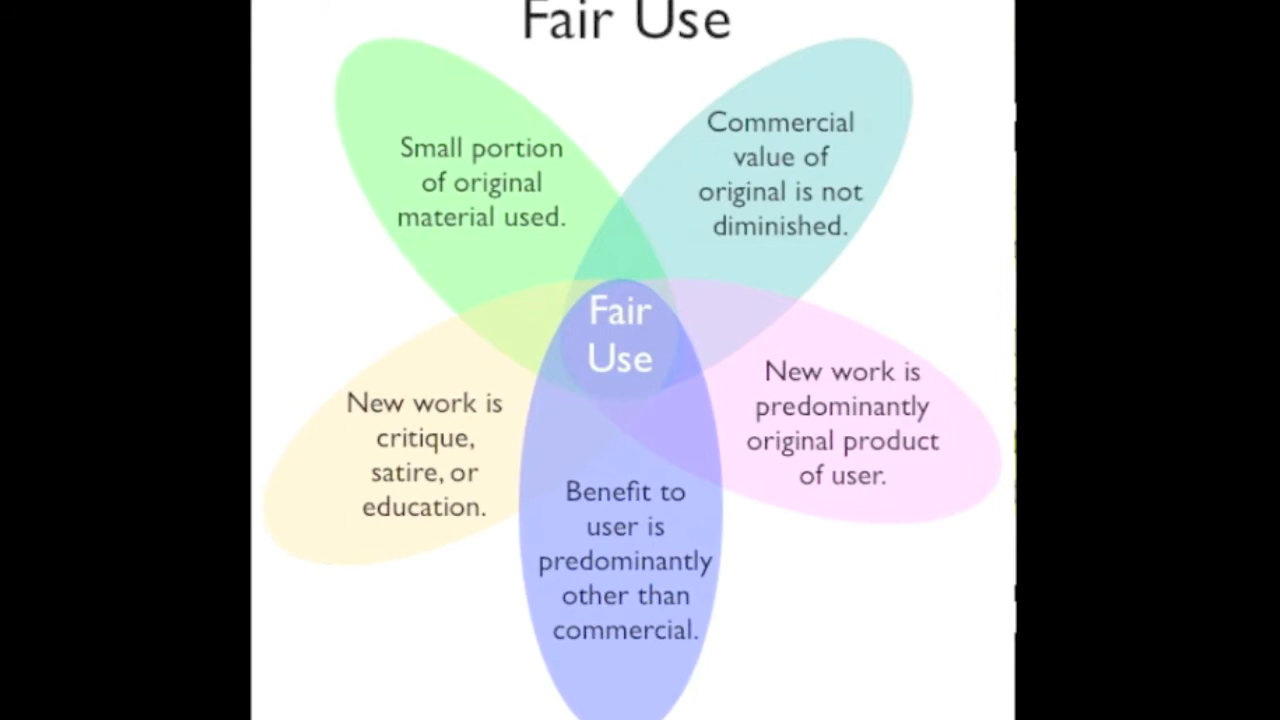 Fair Use
Small portion
of original
material used.
Commercial
value of
original is not
diminished.
Fair
Use
New work is
critique,
satire, or
education.
New work is
predominantly
original product
of user.
Benefit to
user is
predominantly
other than
commercial.